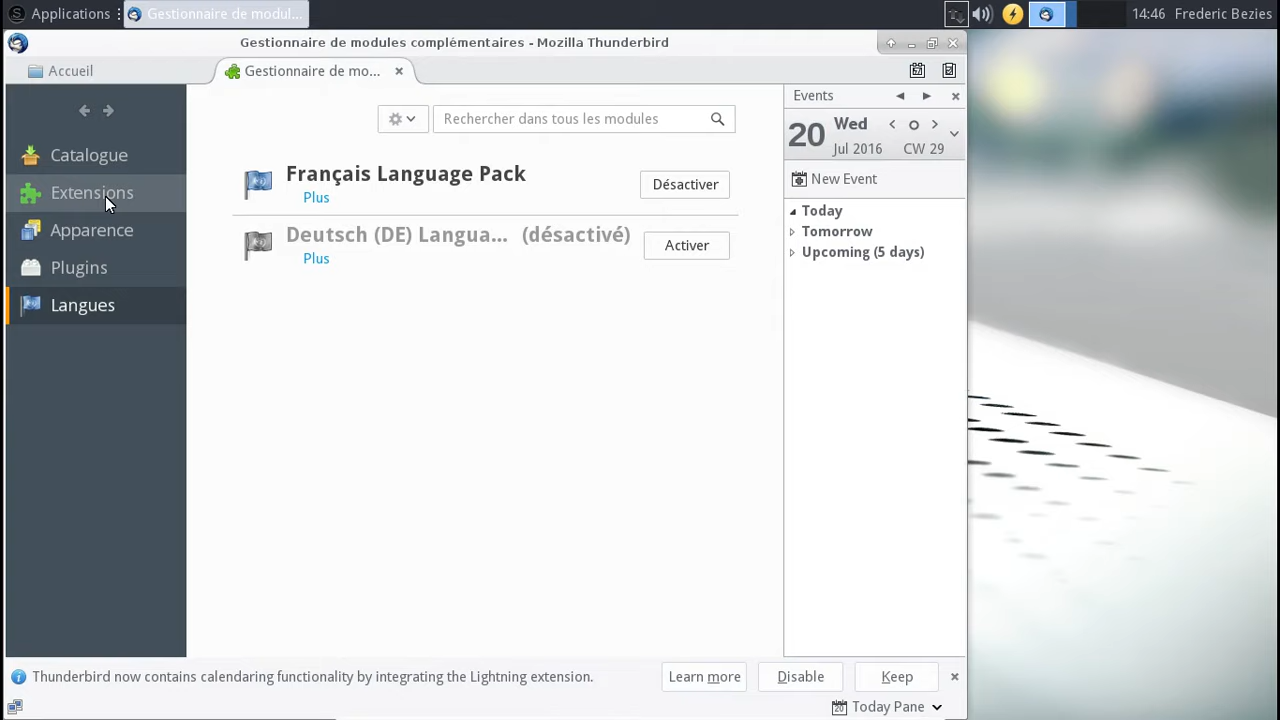 Applications
Gestionnaire de modul...
14:46 Frederic Bezies
Gestionnaire de modules complémentaires - Mozilla Thunderbird
Accueil
Gestionnaire de mo...
Catalogue
Extensions
Apparence
Plugins
Langues
Rechercher dans tous les modules
Français Language Pack
Plus
Désactiver
Deutsch (DE) Langua... (désactivé)
Plus
Activer
Events
20
Wed
Jul 2016
CW 29
New Event
Today
Tomorrow
Upcoming (5 days)
Thunderbird now contains calendaring functionality by integrating the Lightning extension.
Learn more
Disable
Keep
20 Today Pane